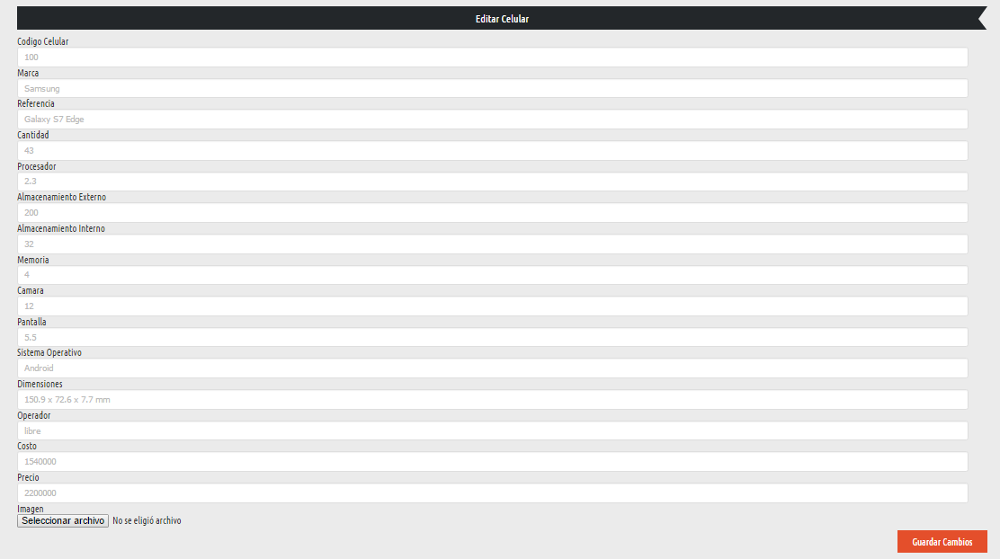 Editar Celular
Codigo Celular
100
Marca
Samsung
Referencia
Galaxy S7 Edge
Cantidad
43
Procesador
2.3
Almacenamiento Externo
200
Almacenamiento Interno
32
Memoria
4
Camara
12
Pantalla
5.5
Sistema Operativo
Android
Dimensiones
150.9 x 72.6 x 7.7 mm
Operador
libre
Costo
1540000
Precio
2200000
Imagen
Seleccionar archivo No se eligió archivo
Guardar Cambios